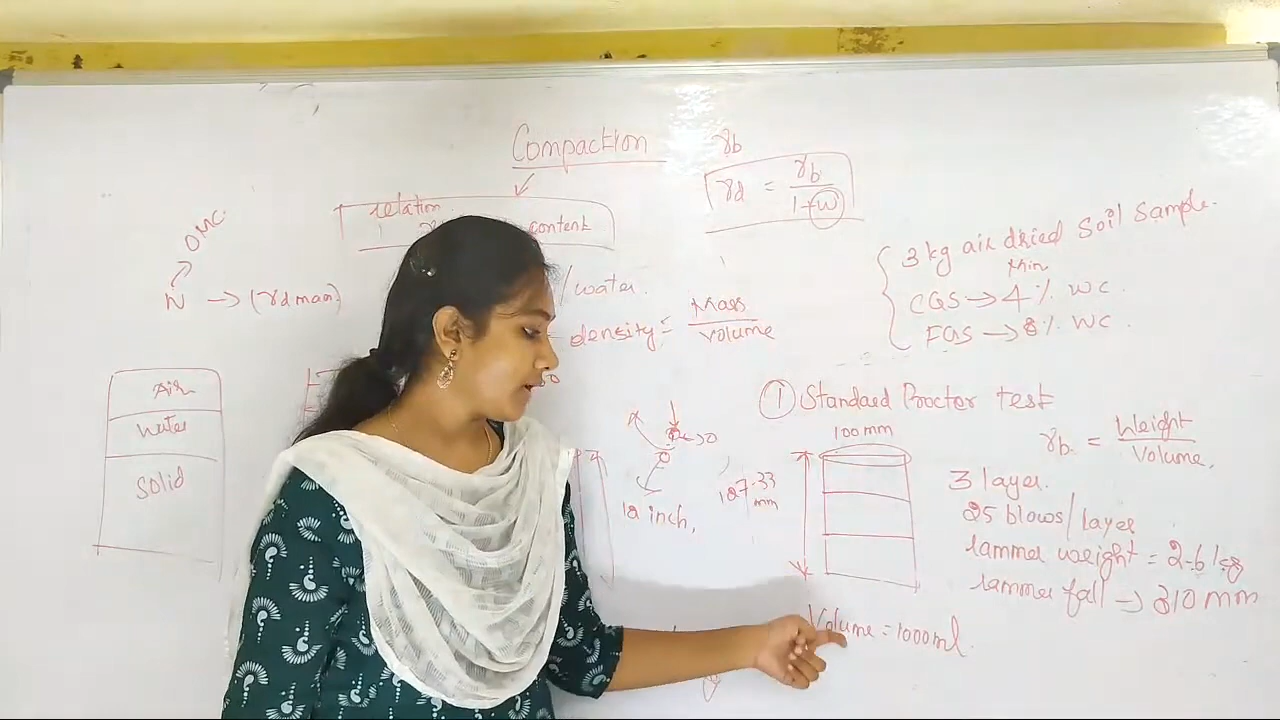 Compaction
γb
γd = γb / 1+w
relation
content
OMC
N → (γd max)
/ water.
density = Mass / Volume
3 kg air dried Soil Sample.
Min
CGS → 4 % WC.
FGS → 8 % WC.
Air
Water
Solid
12 inch,
① Standard Proctor test
100 mm
127.33
mm
Volume = 1000 ml.
γb = Weight / Volume,
3 layer.
25 blows/layer
rammer weight = 2.6 kg
rammer fall → 310 mm